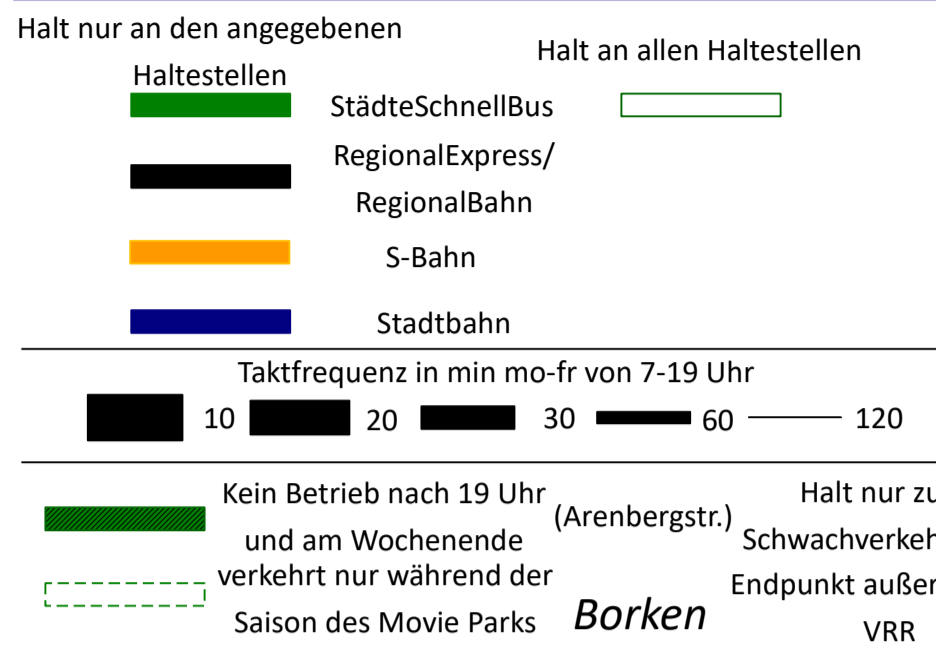 Halt nur an den angegebenen
Haltestellen
Halt an allen Haltestellen
StädteSchnellBus
RegionalExpress/
RegionalBahn
S-Bahn
Stadtbahn
Taktfrequenz in min mo-fr von 7-19 Uhr
10 20 30 60 120
Kein Betrieb nach 19 Uhr
und am Wochenende
(Arenbergstr.)
Halt nur zu
Schwachverkeh
verkehrt nur während der
Saison des Movie Parks
Borken
Endpunkt außer
VRR